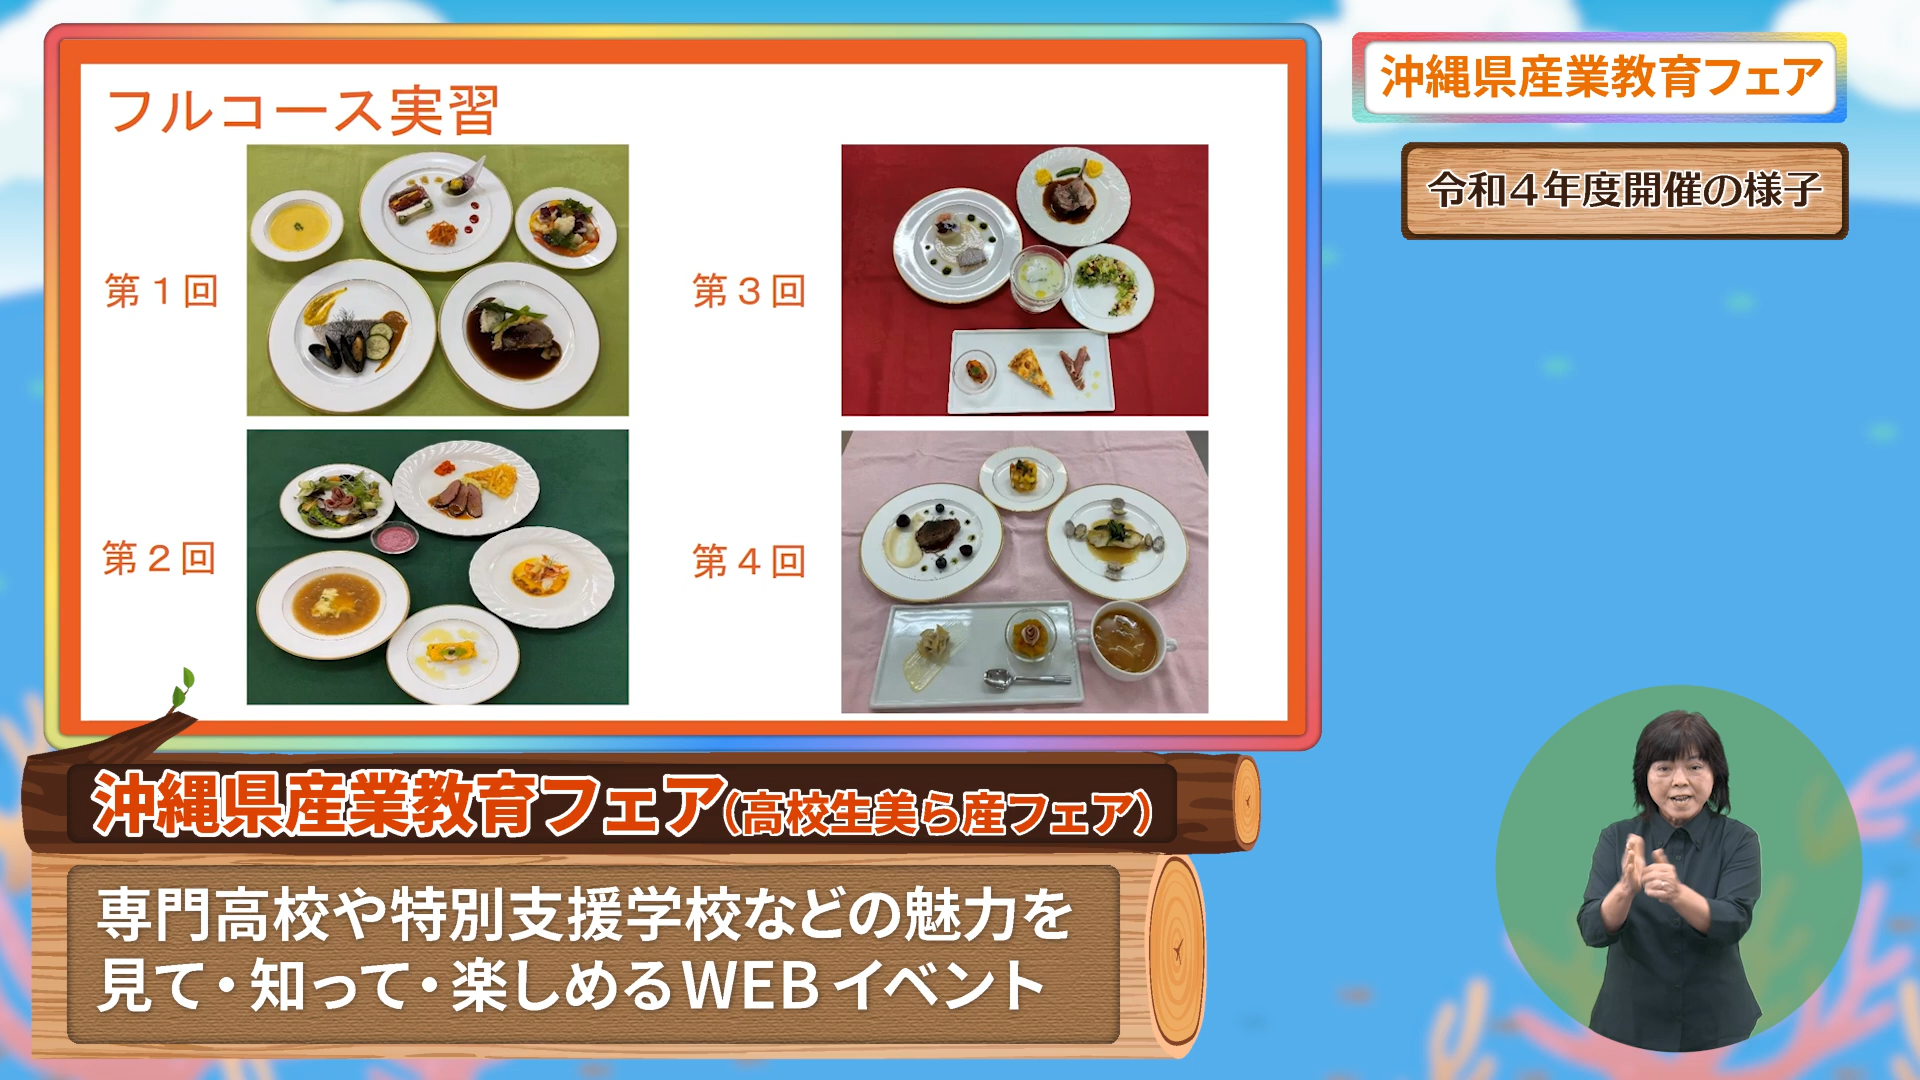 フルコース実習
第１回
第３回
第２回
第４回
沖縄県産業教育フェア
令和４年度開催の様子
沖縄県産業教育フェア（高校生美ら産フェア）
専門高校や特別支援学校などの魅力を
見て・知って・楽しめるWEBイベント